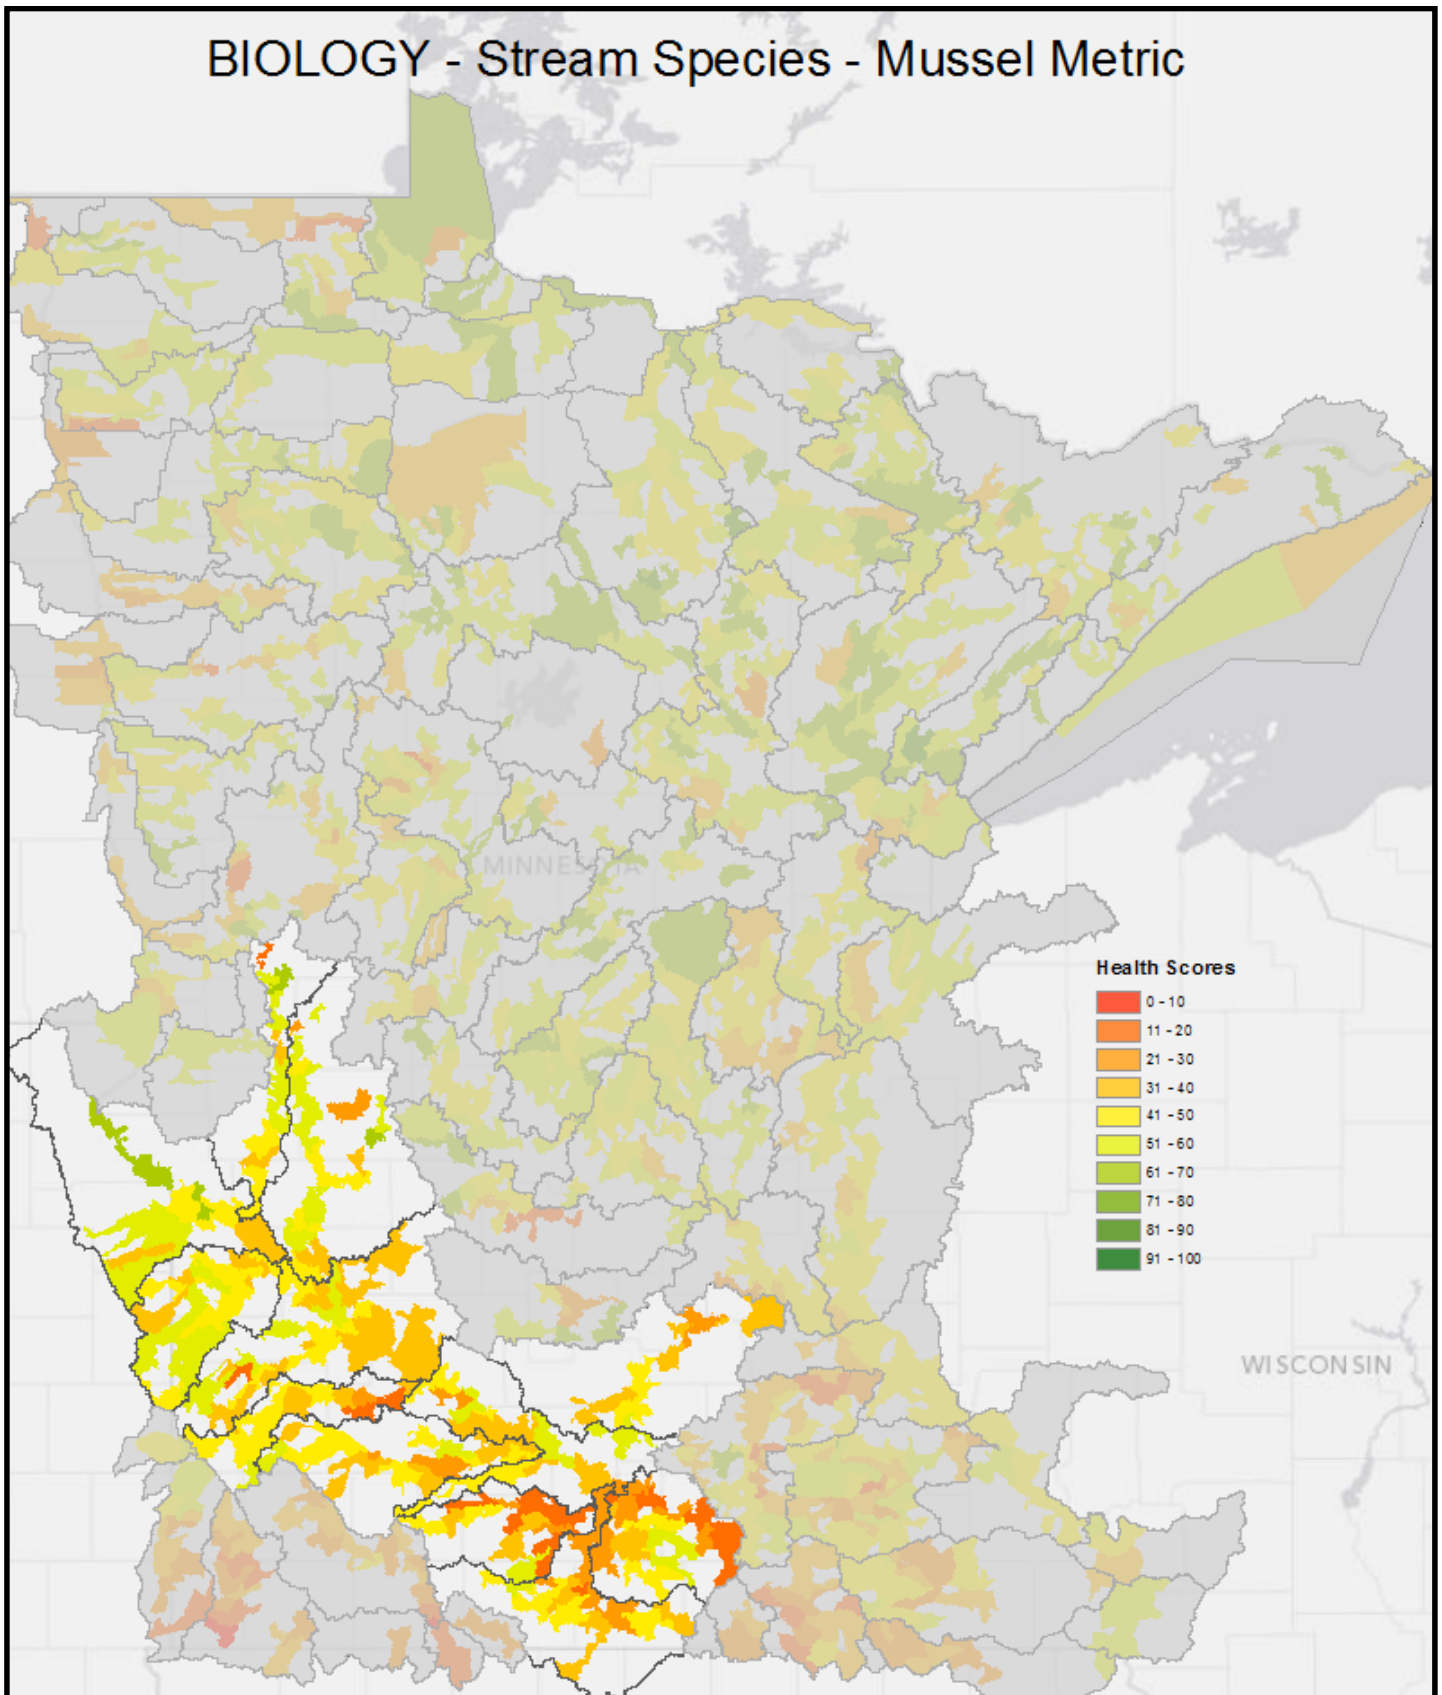 BIOLOGY - Stream Species - Mussel Metric
MINNESOTA
Health Scores
0 - 10
11 - 20
21 - 30
31 - 40
41 - 50
51 - 60
61 - 70
71 - 80
81 - 90
91 - 100
WISCONSIN